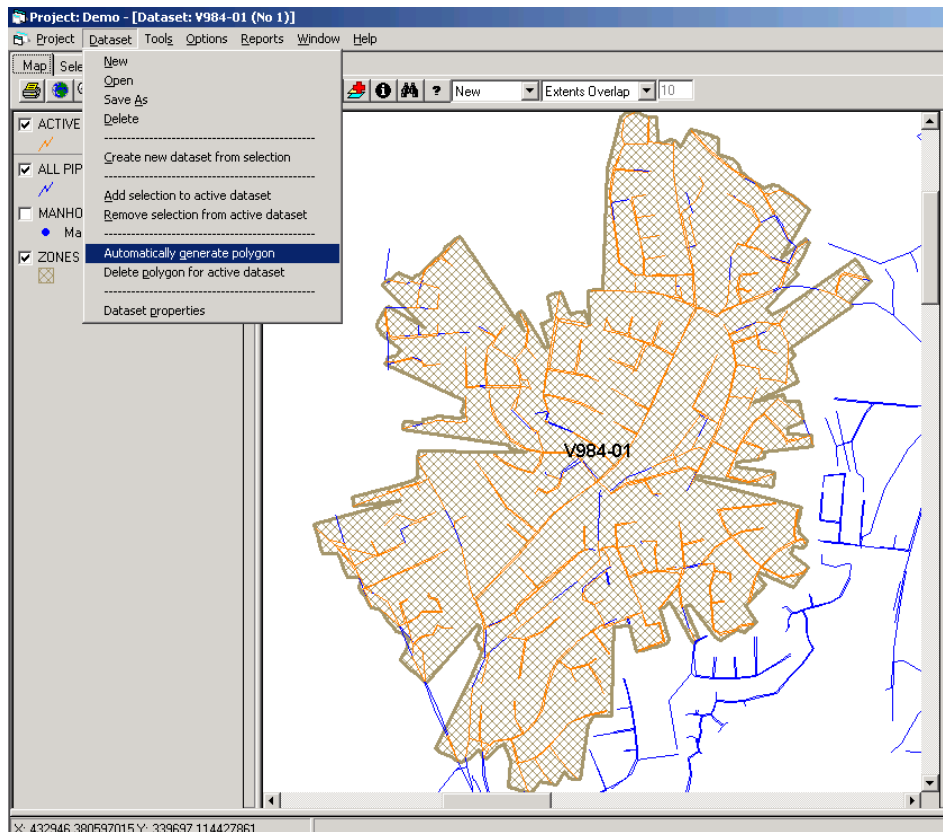 Project: Demo - [Dataset: V984-01 (No 1)]
Project Dataset Tools Options Reports Window Help
Map Sele
New
Open
Save As
Delete
------------------------------------------
Create new dataset from selection
------------------------------------------
Add selection to active dataset
Remove selection from active dataset
------------------------------------------
Automatically generate polygon
Delete polygon for active dataset
------------------------------------------
Dataset properties
? New Extents Overlap 10
ACTIVE
ALL PIP
MANHO
Ma
ZONES
V984-01
X: 432946.380597015 Y: 339697.114427861